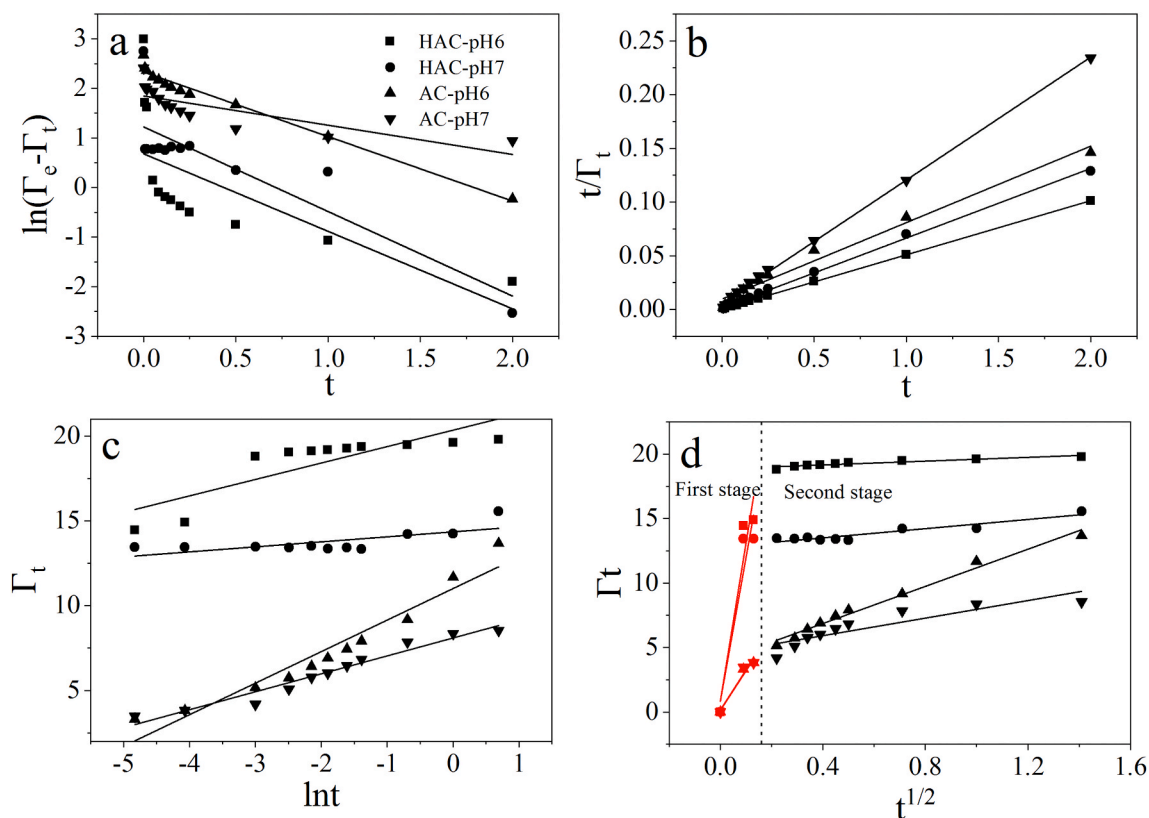 a
ln(Γe-Γt)
3
2
1
0
-1
-2
-3
0.0 0.5 1.0 1.5 2.0
t
HAC-pH6
HAC-pH7
AC-pH6
AC-pH7
b
t/Γt
0.25
0.20
0.15
0.10
0.05
0.00
0.0 0.5 1.0 1.5 2.0
t
c
Γt
20
15
10
5
-5 -4 -3 -2 -1 0 1
lnt
d
Γt
20
15
10
5
0
First stage
Second stage
0.0 0.4 0.8 1.2 1.6
t1/2